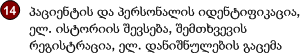 14 პაციენტის და პერსონალის იდენტიფიკაცია,
ელ. ისტორიის შევსება, შემთხვევის
რეგისტრაცია, ელ. დანიშნულების გაცემა